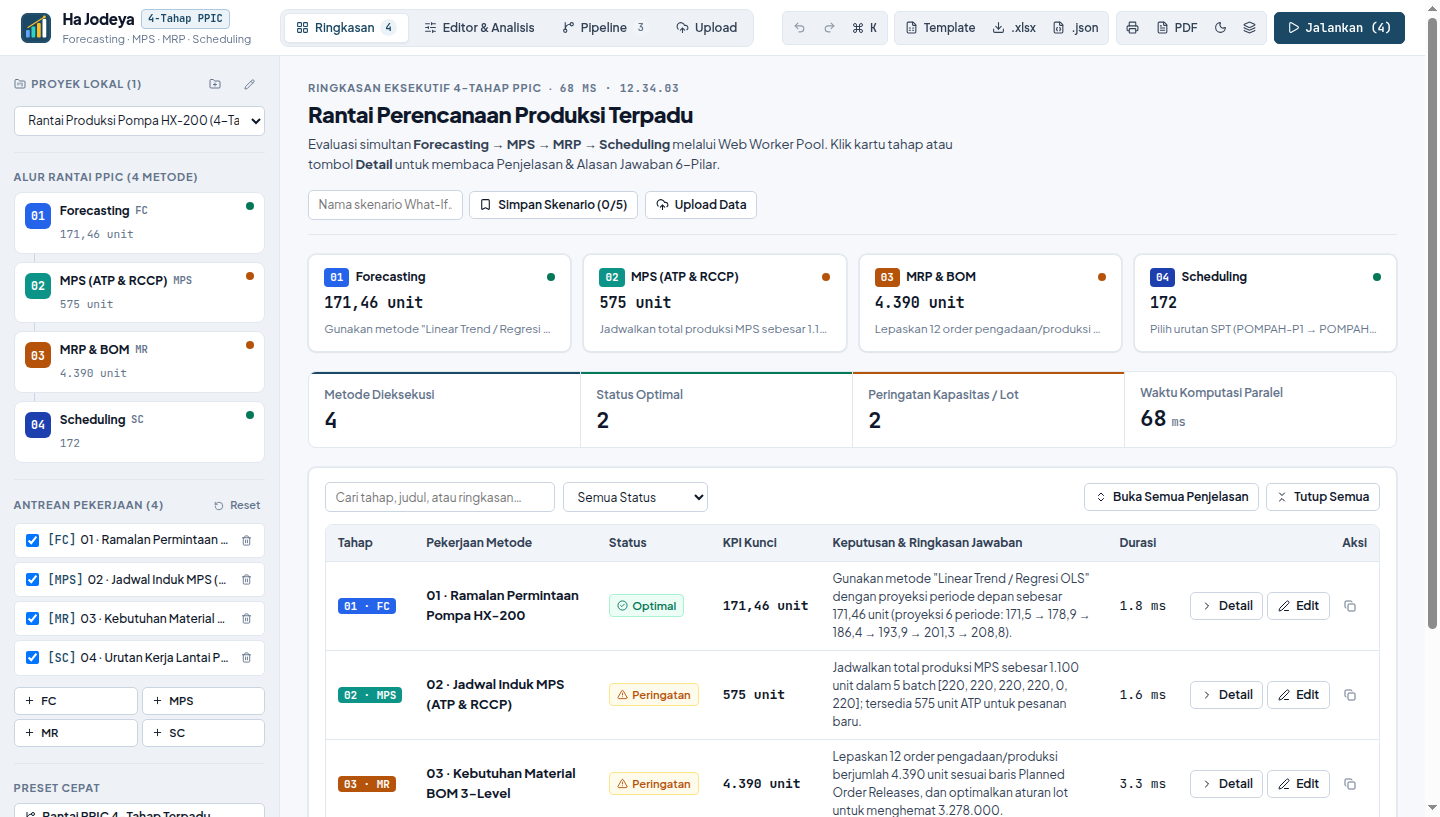 Ha Jodeya
4-Tahap PPIC
Forecasting · MPS · MRP · Scheduling
Ringkasan 4
Editor & Analisis
Pipeline 3
Upload
⌘ K
Template
.xlsx
.json
PDF
Jalankan (4)
PROYEK LOKAL (1)
Rantai Produksi Pompa HX-200 (4-Ta
ALUR RANTAI PPIC (4 METODE)
01 Forecasting FC
171,46 unit
02 MPS (ATP & RCCP) MPS
575 unit
03 MRP & BOM MR
4.390 unit
04 Scheduling SC
172
ANTREAN PEKERJAAN (4)
Reset
[FC] 01 · Ramalan Permintaan ...
[MPS] 02 · Jadwal Induk MPS (...
[MR] 03 · Kebutuhan Material ...
[SC] 04 · Urutan Kerja Lantai P...
+ FC
+ MPS
+ MR
+ SC
PRESET CEPAT
Rantai PPIC 4-Tahap Terpadu
RINGKASAN EKSEKUTIF 4-TAHAP PPIC · 68 MS · 12.34.03
Rantai Perencanaan Produksi Terpadu
Evaluasi simultan Forecasting → MPS → MRP → Scheduling melalui Web Worker Pool. Klik kartu tahap atau
tombol Detail untuk membaca Penjelasan & Alasan Jawaban 6-Pilar.
Nama skenario What-If.
Simpan Skenario (0/5)
Upload Data
01 Forecasting
171,46 unit
Gunakan metode "Linear Trend / Regresi ...
02 MPS (ATP & RCCP)
575 unit
Jadwalkan total produksi MPS sebesar 1.1...
03 MRP & BOM
4.390 unit
Lepaskan 12 order pengadaan/produksi ...
04 Scheduling
172
Pilih urutan SPT (POMPAH-P1 → POMPAH...
Metode Dieksekusi
4
Status Optimal
2
Peringatan Kapasitas / Lot
2
Waktu Komputasi Paralel
68 ms
Cari tahap, judul, atau ringkasan...
Semua Status
Buka Semua Penjelasan
Tutup Semua
Tahap Pekerjaan Metode Status KPI Kunci Keputusan & Ringkasan Jawaban Durasi Aksi
01 · FC
01 · Ramalan Permintaan
Pompa HX-200
Optimal
171,46 unit
Gunakan metode "Linear Trend / Regresi OLS"
dengan proyeksi periode depan sebesar
171,46 unit (proyeksi 6 periode: 171,5 → 178,9 →
186,4 → 193,9 → 201,3 → 208,8).
1.8 ms
Detail
Edit
02 · MPS
02 · Jadwal Induk MPS
(ATP & RCCP)
Peringatan
575 unit
Jadwalkan total produksi MPS sebesar 1.100
unit dalam 5 batch [220, 220, 220, 220, 0,
220]; tersedia 575 unit ATP untuk pesanan
baru.
1.6 ms
Detail
Edit
03 · MR
03 · Kebutuhan Material
BOM 3-Level
Peringatan
4.390 unit
Lepaskan 12 order pengadaan/produksi
berjumlah 4.390 unit sesuai baris Planned
Order Releases, dan optimalkan aturan lot
untuk menghemat 3.278.000.
3.3 ms
Detail
Edit